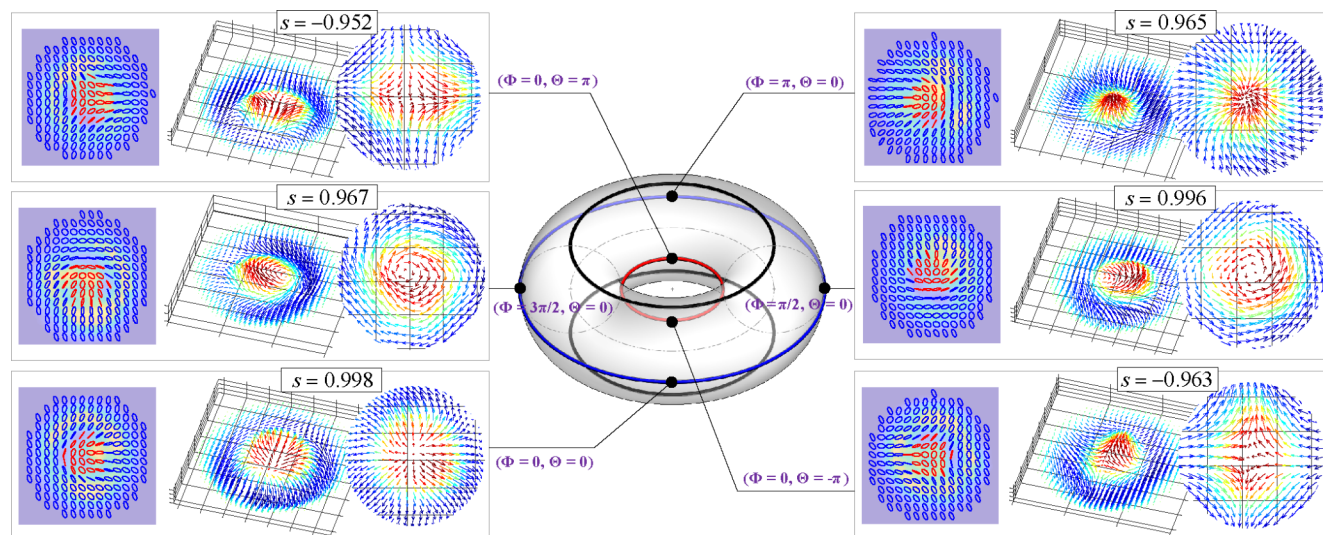 s = −0.952
s = 0.965
(Φ = 0, Θ = π)
(Φ = π, Θ = 0)
s = 0.967
s = 0.996
(Φ = 3π/2, Θ = 0)
(Φ = π/2, Θ = 0)
s = 0.998
s = −0.963
(Φ = 0, Θ = 0)
(Φ = 0, Θ = -π)